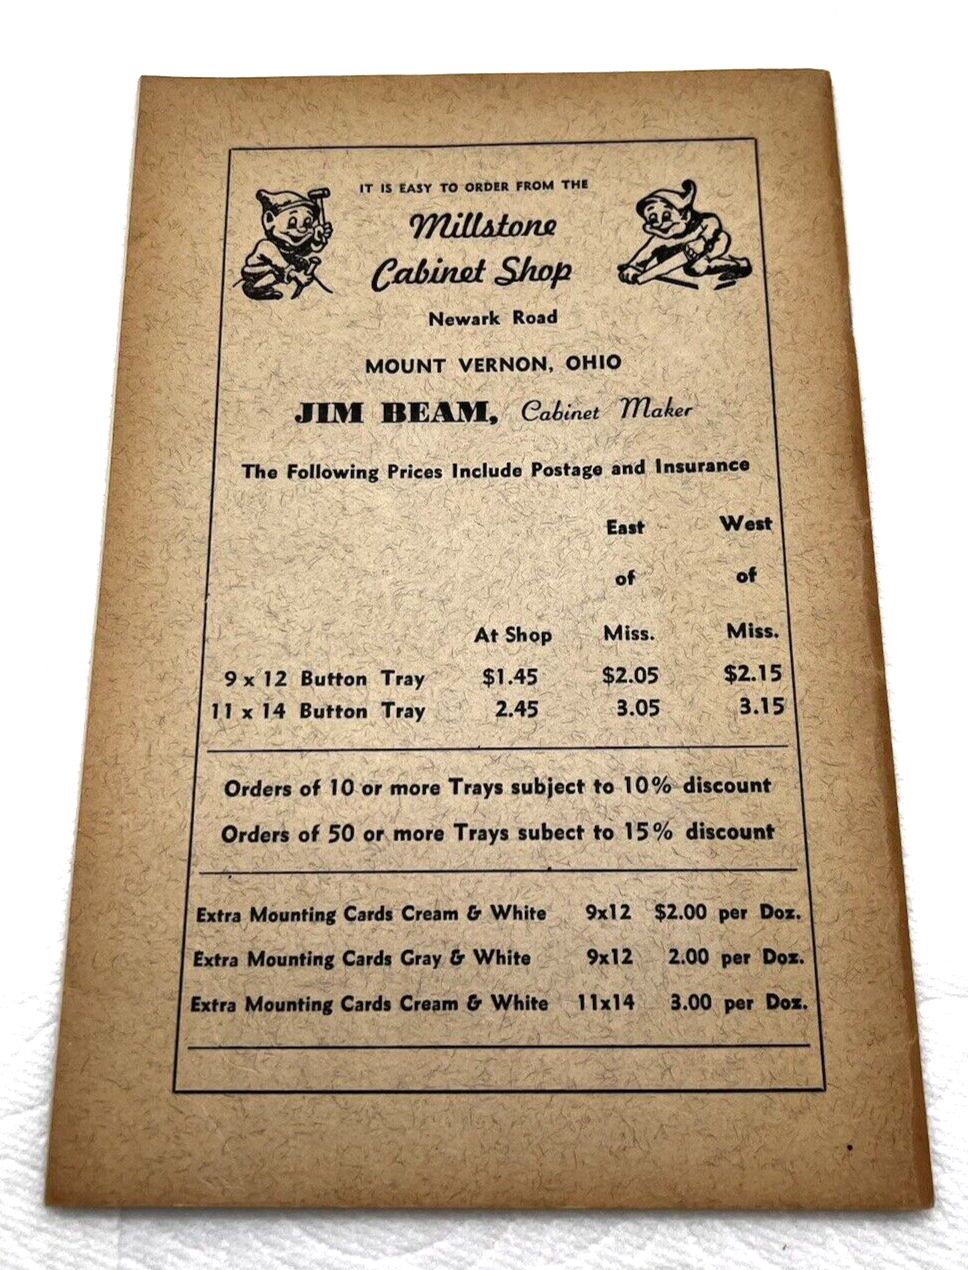 IT IS EASY TO ORDER FROM THE
Millstone
Cabinet Shop
Newark Road
MOUNT VERNON, OHIO
JIM BEAM, Cabinet Maker
The Following Prices Include Postage and Insurance
East West
of of
At Shop Miss. Miss.
9 x 12 Button Tray $1.45 $2.05 $2.15
11 x 14 Button Tray 2.45 3.05 3.15
Orders of 10 or more Trays subject to 10% discount
Orders of 50 or more Trays subect to 15% discount
Extra Mounting Cards Cream & White 9x12 $2.00 per Doz.
Extra Mounting Cards Gray & White 9x12 2.00 per Doz.
Extra Mounting Cards Cream & White 11x14 3.00 per Doz.